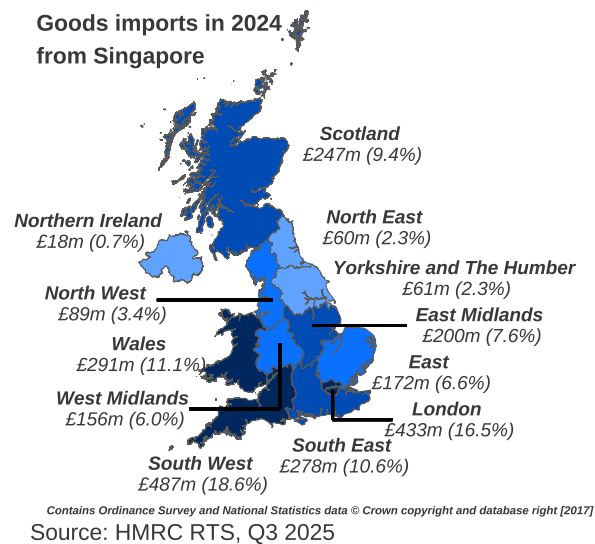 Goods imports in 2024
from Singapore
Scotland
£247m (9.4%)
Northern Ireland
£18m (0.7%)
North East
£60m (2.3%)
Yorkshire and The Humber
£61m (2.3%)
North West
£89m (3.4%)
East Midlands
£200m (7.6%)
Wales
£291m (11.1%)
East
£172m (6.6%)
West Midlands
£156m (6.0%)
London
£433m (16.5%)
South East
£278m (10.6%)
South West
£487m (18.6%)
Contains Ordinance Survey and National Statistics data © Crown copyright and database right [2017]
Source: HMRC RTS, Q3 2025